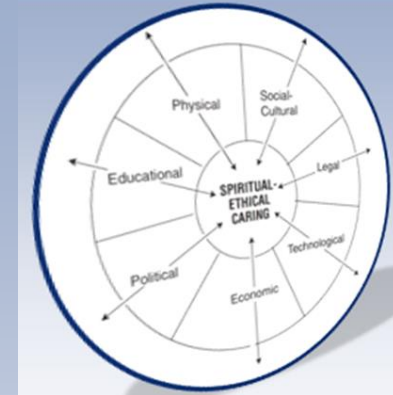 Physical
Social-
Cultural
Educational
Legal
SPIRITUAL-
ETHICAL
CARING
Technological
Political
Economic